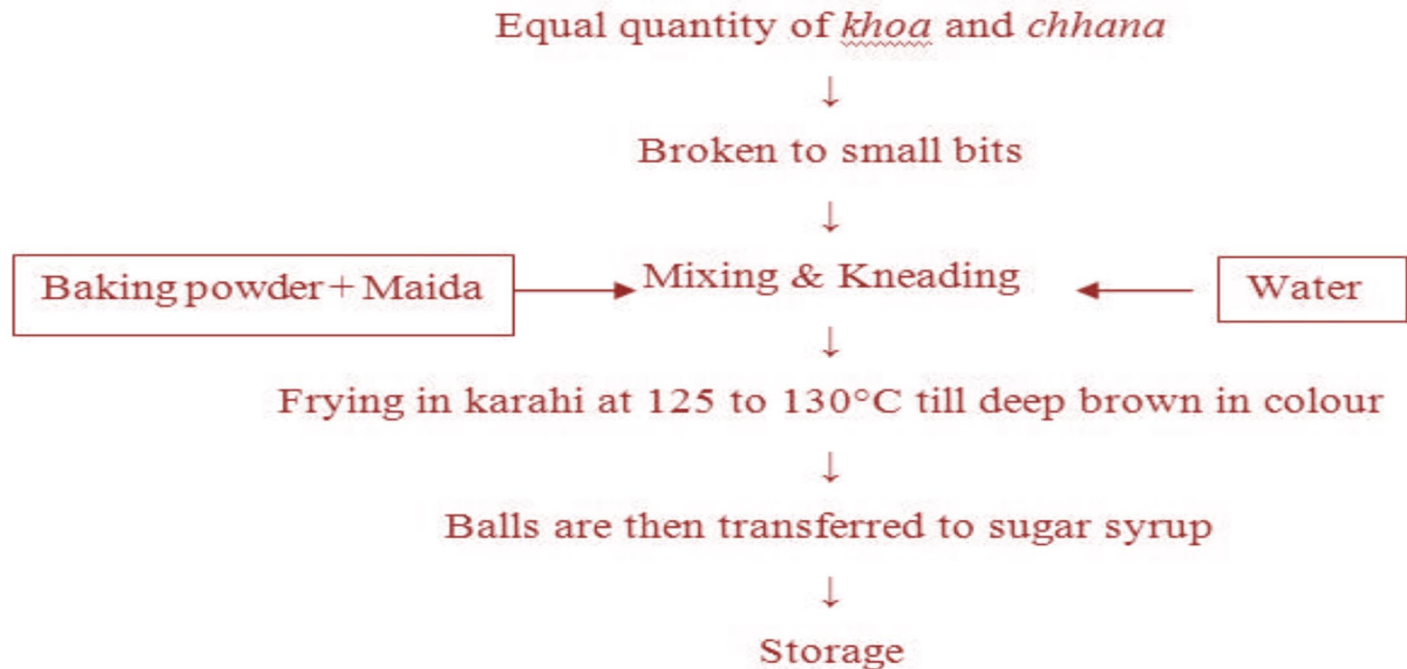 Equal quantity of khoa and chhana
↓
Broken to small bits
↓
Baking powder + Maida → Mixing & Kneading ← Water
↓
Frying in karahi at 125 to 130°C till deep brown in colour
↓
Balls are then transferred to sugar syrup
↓
Storage